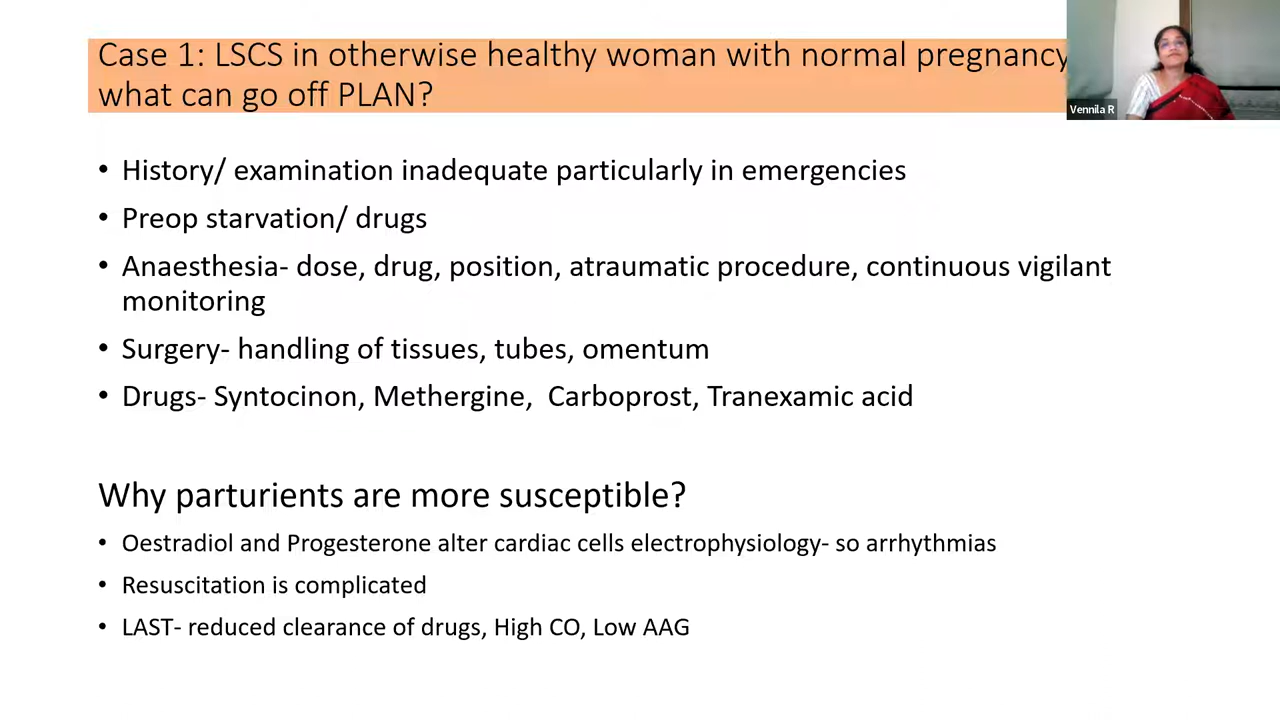 Case 1: LSCS in otherwise healthy woman with normal pregnancy
what can go off PLAN?
Vennila R
• History/ examination inadequate particularly in emergencies
• Preop starvation/ drugs
• Anaesthesia- dose, drug, position, atraumatic procedure, continuous vigilant
monitoring
• Surgery- handling of tissues, tubes, omentum
• Drugs- Syntocinon, Methergine,  Carboprost, Tranexamic acid
Why parturients are more susceptible?
• Oestradiol and Progesterone alter cardiac cells electrophysiology- so arrhythmias
• Resuscitation is complicated
• LAST- reduced clearance of drugs, High CO, Low AAG